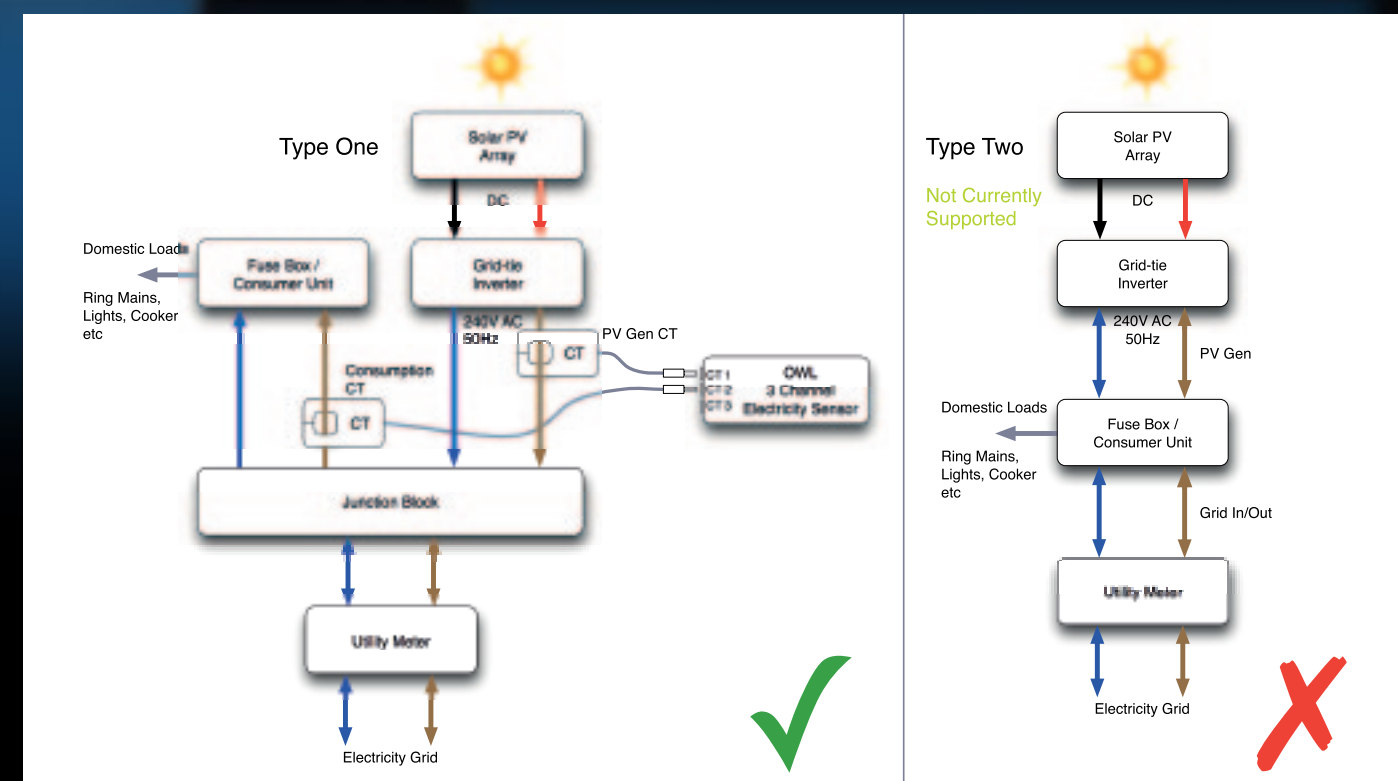 Type One
Solar PV
Array
DC
Domestic Loads
Ring Mains,
Lights, Cooker
etc
Fuse Box /
Consumer Unit
Grid-tie
Inverter
240V AC
50Hz
PV Gen CT
CT
Consumption
CT
CT
CT 1
CT 2
CT 3
OWL
3 Channel
Electricity Sensor
Junction Block
Utility Meter
Electricity Grid
Type Two
Not Currently
Supported
Solar PV
Array
DC
Grid-tie
Inverter
240V AC
50Hz
PV Gen
Domestic Loads
Ring Mains,
Lights, Cooker
etc
Fuse Box /
Consumer Unit
Grid In/Out
Utility Meter
Electricity Grid